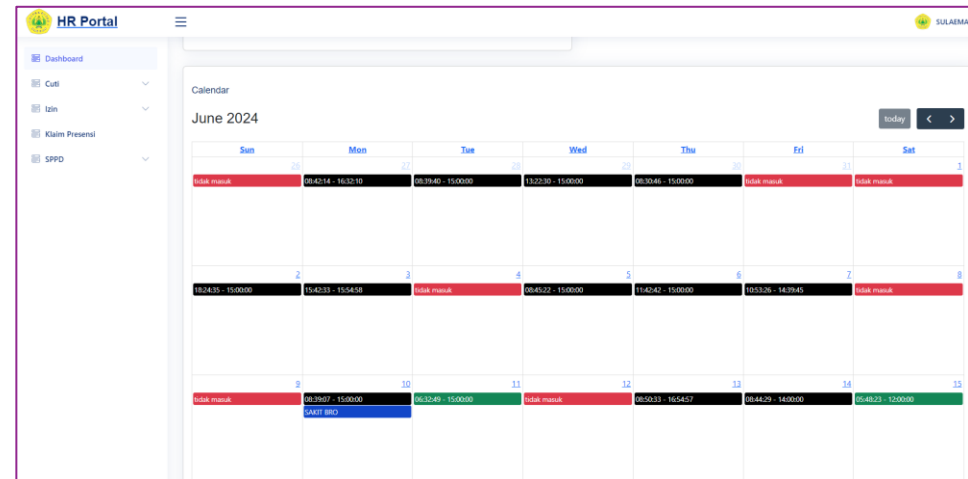 HR Portal
SULAEMA
Dashboard
Cuti
Izin
Klaim Presensi
SPPD
Calendar
June 2024
today
Sun Mon Tue Wed Thu Fri Sat
26 27 28 29 30 31 1
tidak masuk 08:42:14 - 16:32:10 08:39:40 - 15:00:00 13:22:30 - 15:00:00 08:30:46 - 15:00:00 tidak masuk tidak masuk
2 3 4 5 6 7 8
18:24:35 - 15:00:00 15:42:33 - 15:54:58 tidak masuk 08:45:22 - 15:00:00 11:42:42 - 15:00:00 10:53:26 - 14:39:45 tidak masuk
9 10 11 12 13 14 15
tidak masuk 08:39:07 - 15:00:00 06:32:49 - 15:00:00 tidak masuk 08:50:33 - 16:54:57 08:44:29 - 14:00:00 05:48:23 - 12:00:00
SAKIT BRO